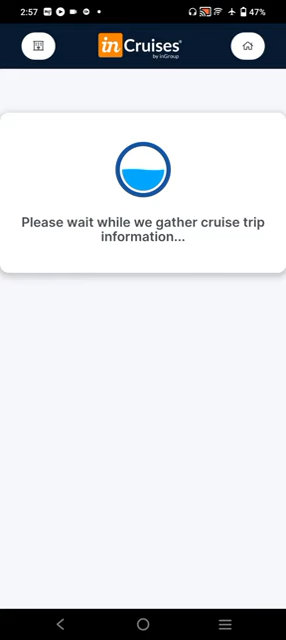 2:57
47%
inCruises®
by inGroup
Please wait while we gather cruise trip
information...